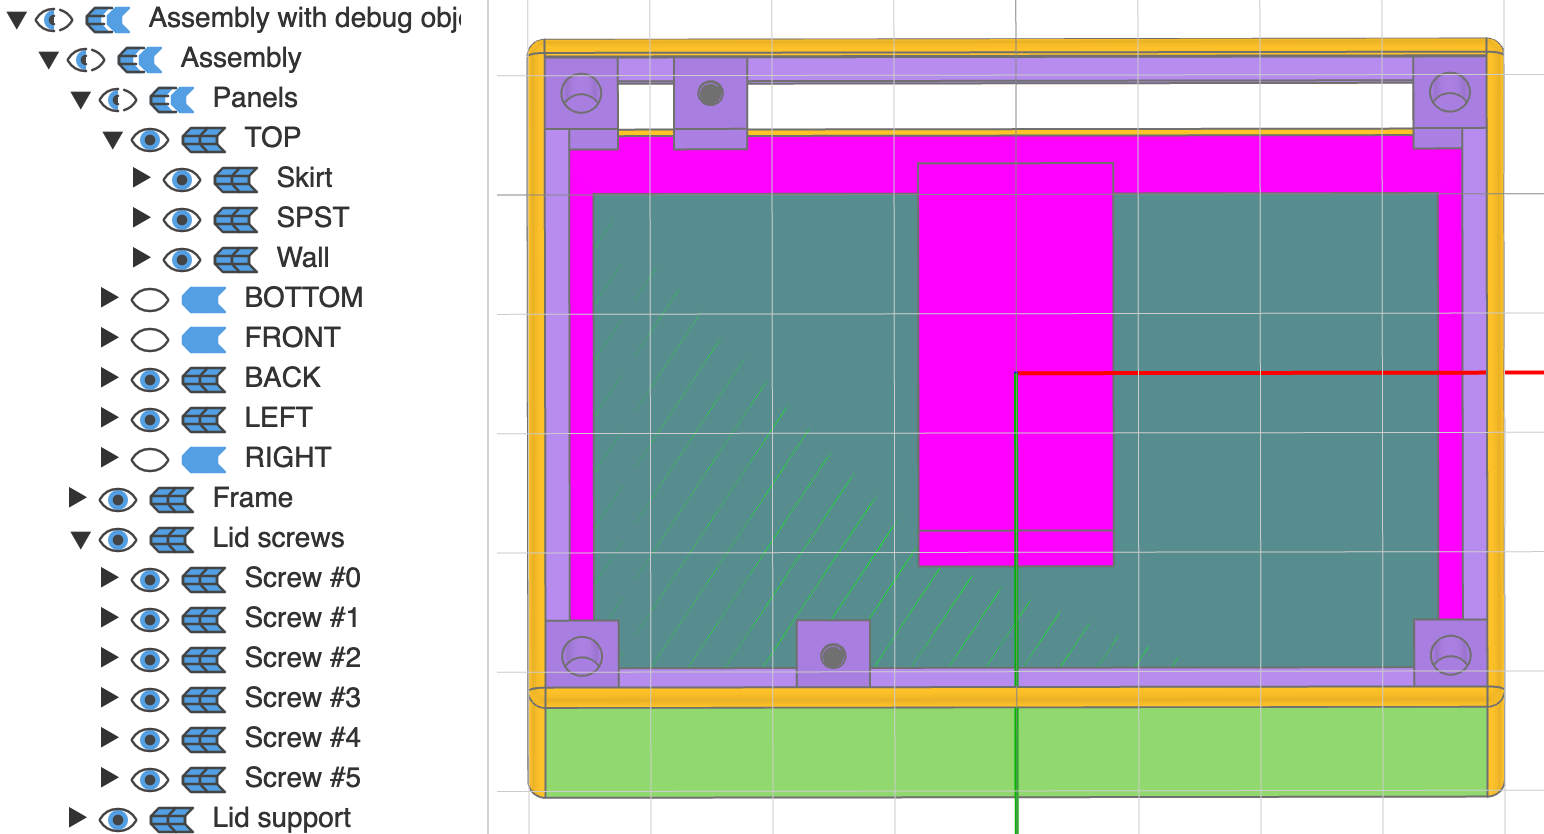 Assembly with debug obj
Assembly
Panels
TOP
Skirt
SPST
Wall
BOTTOM
FRONT
BACK
LEFT
RIGHT
Frame
Lid screws
Screw #0
Screw #1
Screw #2
Screw #3
Screw #4
Screw #5
Lid support